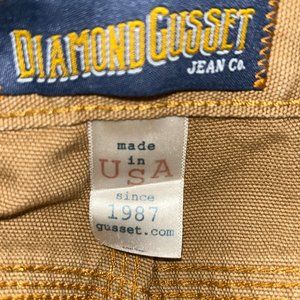 DIAMOND GUSSET
JEAN CO.
made
in
USA
since
1987
gusset.com